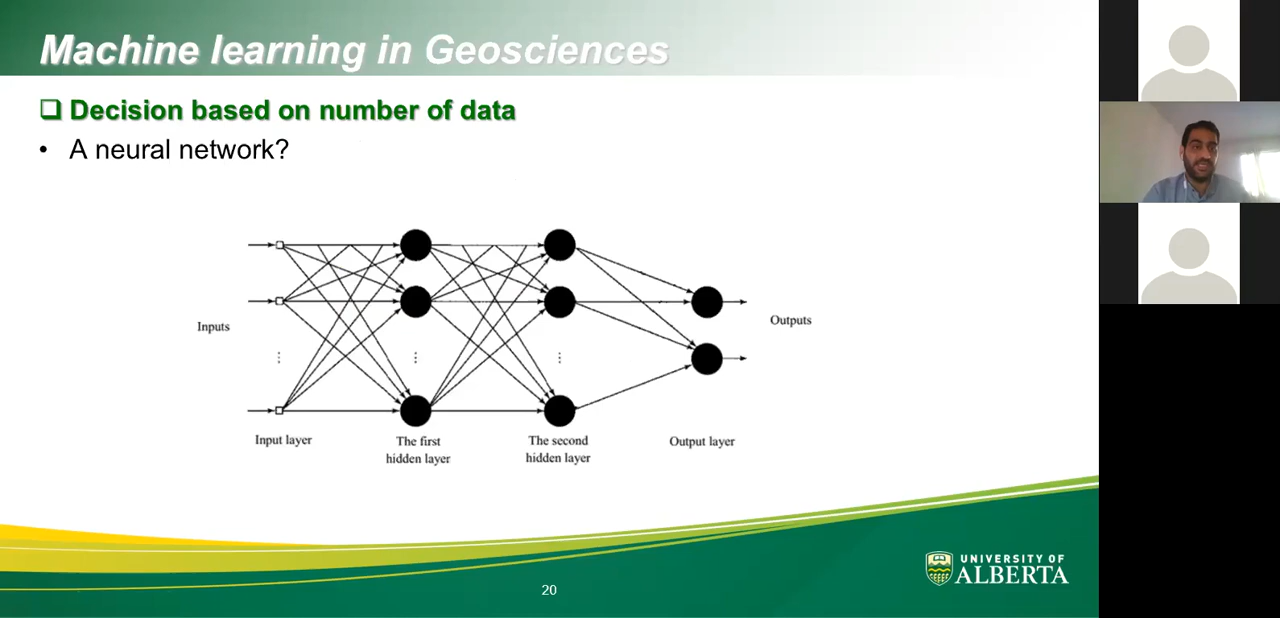 Machine learning in Geosciences
Decision based on number of data
• A neural network?
Inputs
Outputs
Input layer
The first
hidden layer
The second
hidden layer
Output layer
UNIVERSITY OF
ALBERTA
20